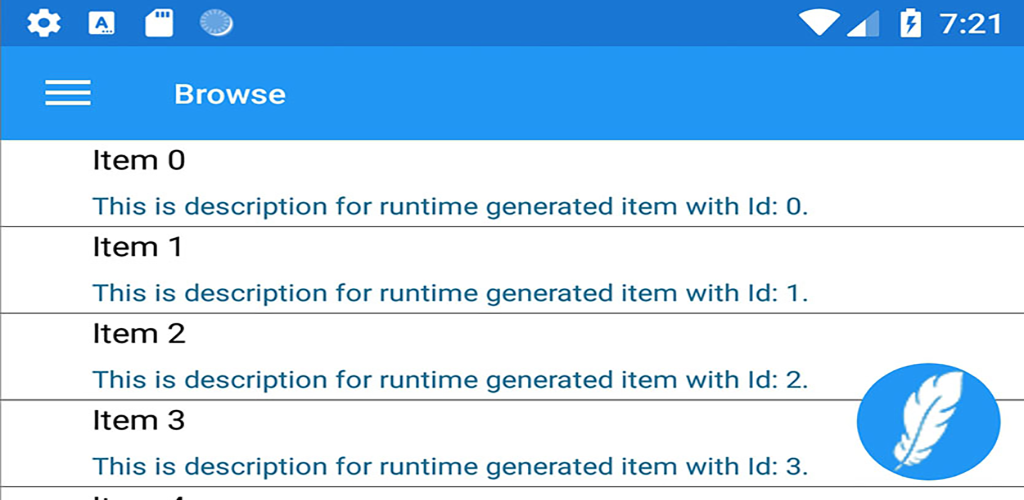 7:21
Browse
Item 0
This is description for runtime generated item with Id: 0.
Item 1
This is description for runtime generated item with Id: 1.
Item 2
This is description for runtime generated item with Id: 2.
Item 3
This is description for runtime generated item with Id: 3.